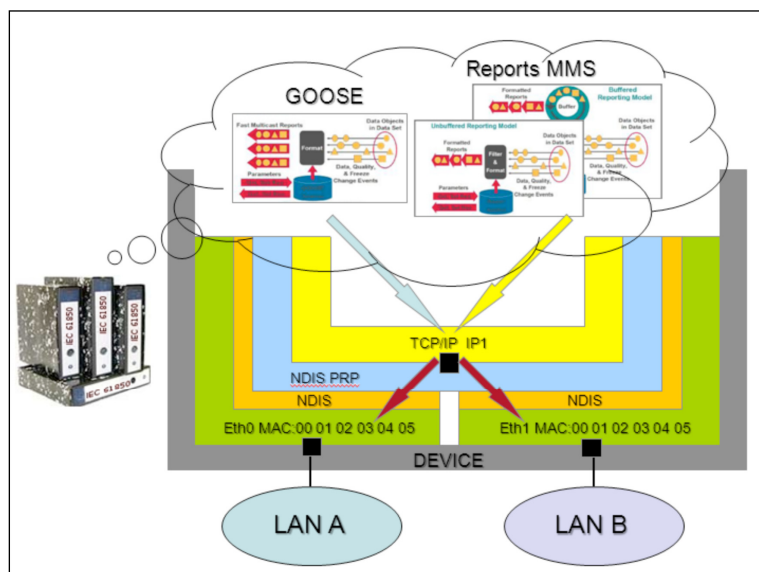 Reports MMS
GOOSE
Buffered
Reporting Model
Formatted
Reports
Buffer
Fast Multicast Reports
Data Objects
in Data Set
Format
Parameters
Data, Quality,
& Freeze
Change Events
Unbuffered Reporting Model
Formatted
Reports
Data Objects
in Data Set
Filter
&
Format
Parameters
Data, Quality,
& Freeze
Change Events
IEC 61850
IEC 61850
IEC 61850
IEC 61850
TCP/IP IP1
NDIS PRP
NDIS
NDIS
Eth0 MAC:00 01 02 03 04 05
Eth1 MAC:00 01 02 03 04 05
DEVICE
LAN A
LAN B